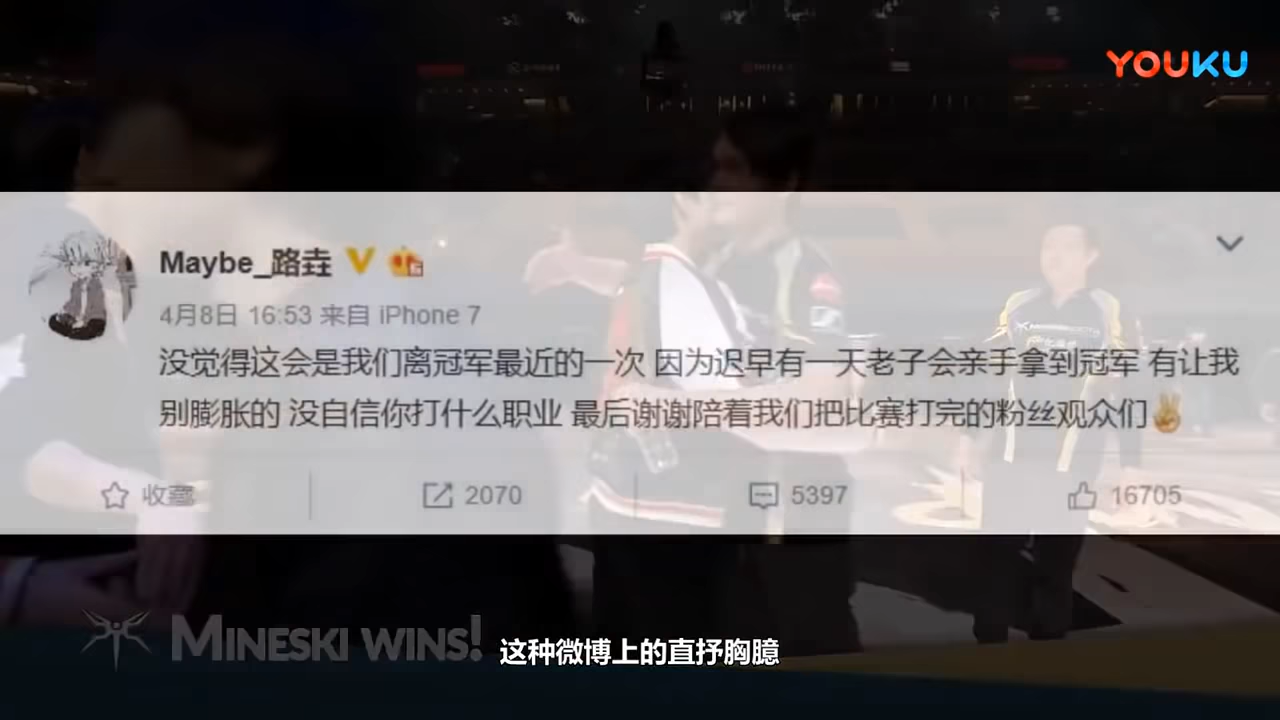 YOUKU
Maybe_路垚
4月8日 16:53 来自 iPhone 7
没觉得这会是我们离冠军最近的一次 因为迟早有一天老子会亲手拿到冠军 有让我
别膨胀的 没自信你打什么职业 最后谢谢陪着我们把比赛打完的粉丝观众们✌
收藏
2070
5397
16705
MINESKI WINS!
这种微博上的直抒胸臆